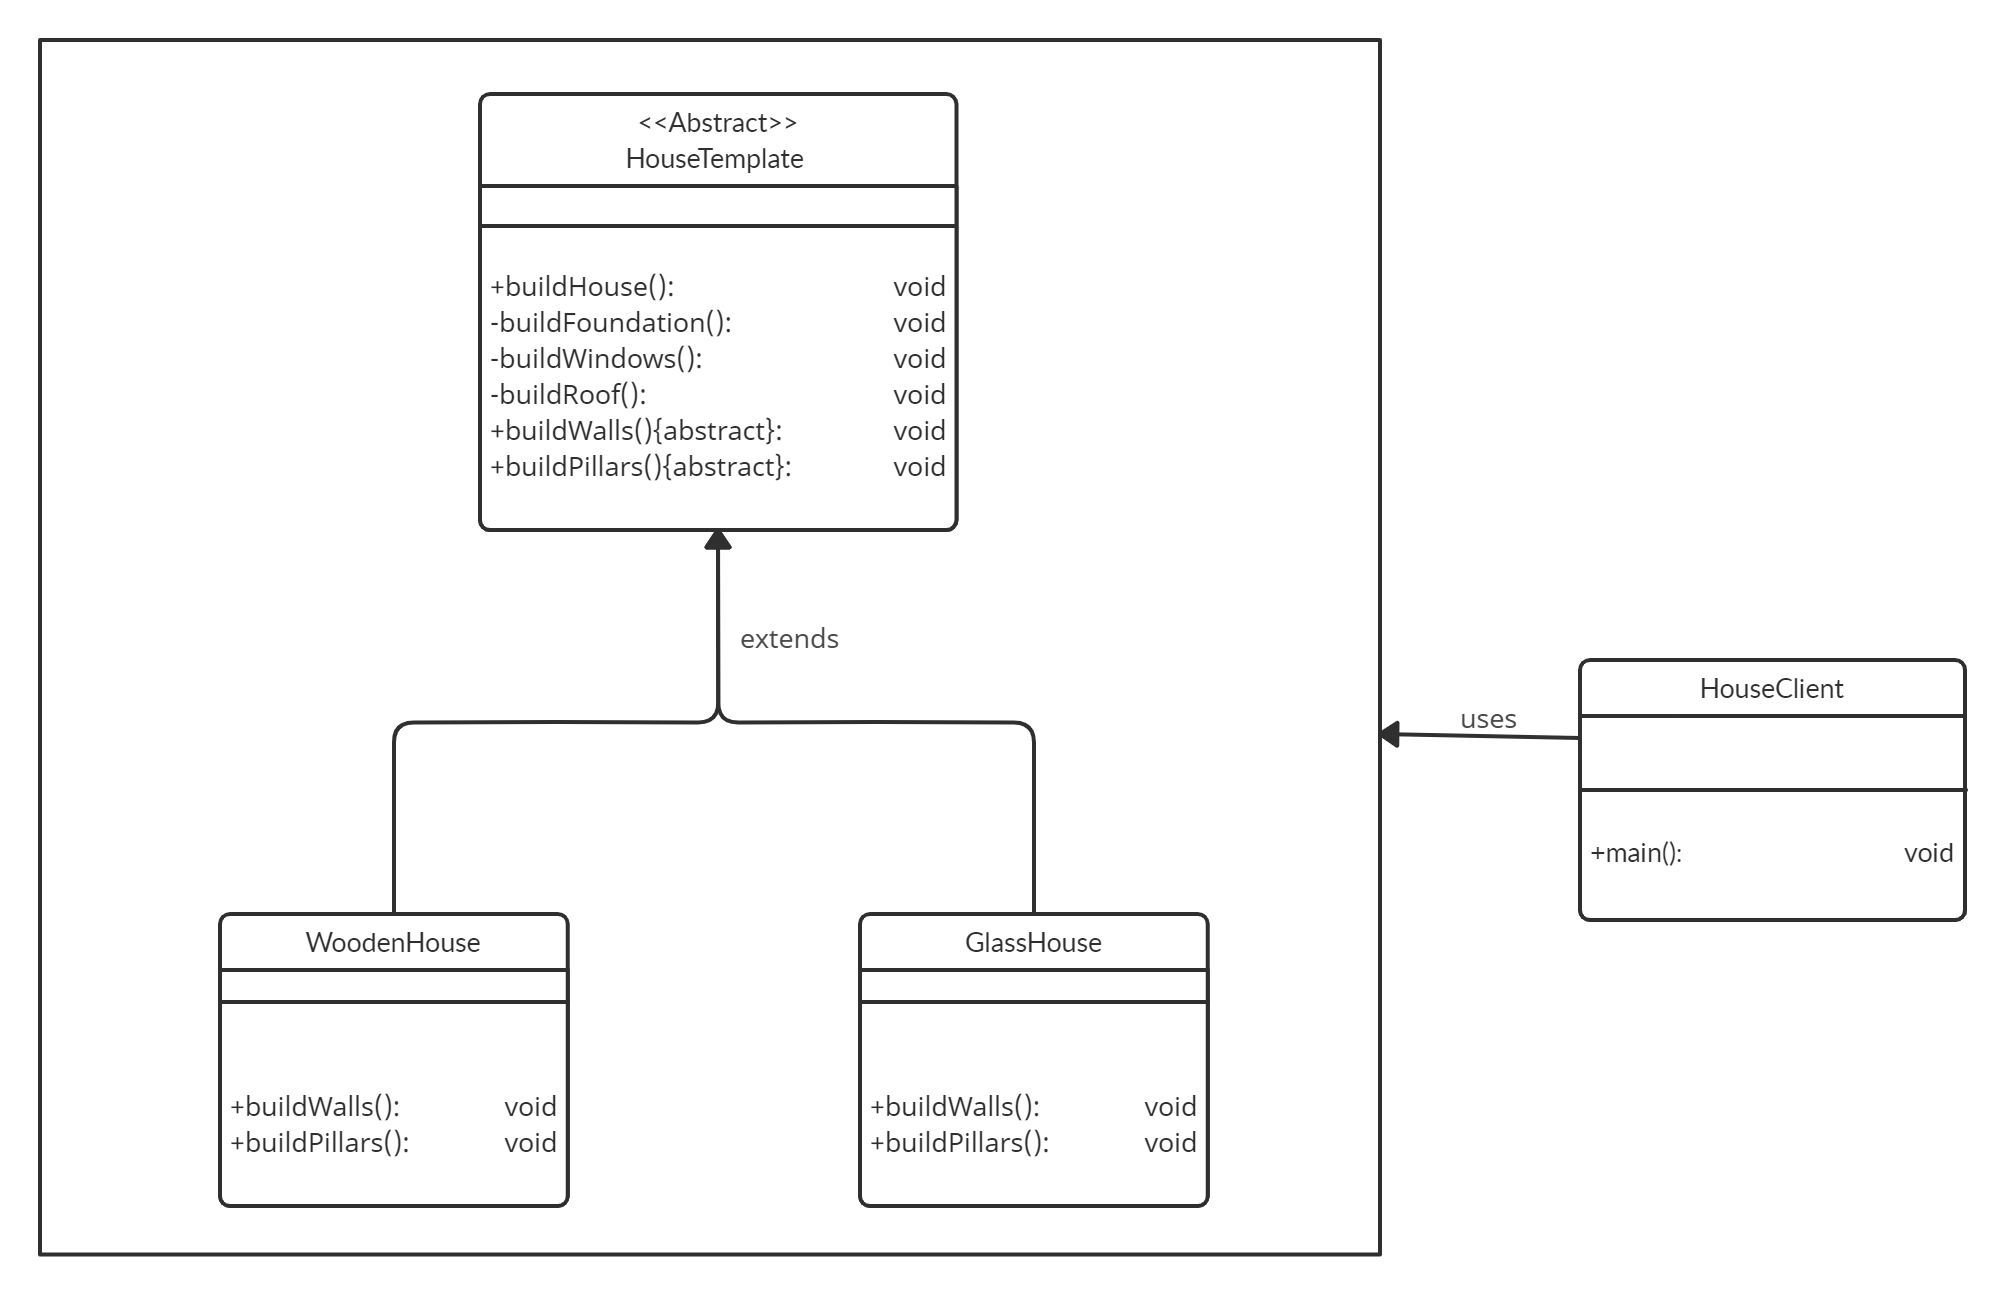 <<Abstract>>
HouseTemplate
+buildHouse(): void
-buildFoundation(): void
-buildWindows(): void
-buildRoof(): void
+buildWalls(){abstract}: void
+buildPillars(){abstract}: void
extends
WoodenHouse
+buildWalls(): void
+buildPillars(): void
GlassHouse
+buildWalls(): void
+buildPillars(): void
uses
HouseClient
+main(): void